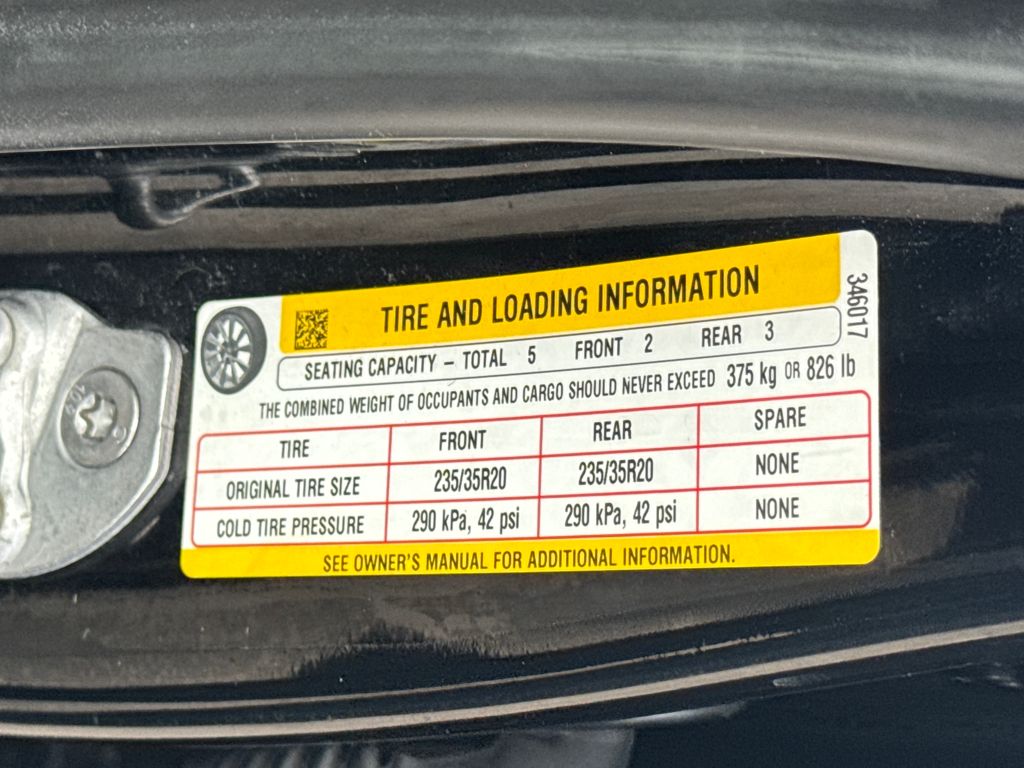 TIRE AND LOADING INFORMATION
346017
SEATING CAPACITY – TOTAL 5 FRONT 2 REAR 3
THE COMBINED WEIGHT OF OCCUPANTS AND CARGO SHOULD NEVER EXCEED 375 kg OR 826 lb
TIRE FRONT REAR SPARE
ORIGINAL TIRE SIZE 235/35R20 235/35R20 NONE
COLD TIRE PRESSURE 290 kPa, 42 psi 290 kPa, 42 psi NONE
SEE OWNER'S MANUAL FOR ADDITIONAL INFORMATION.